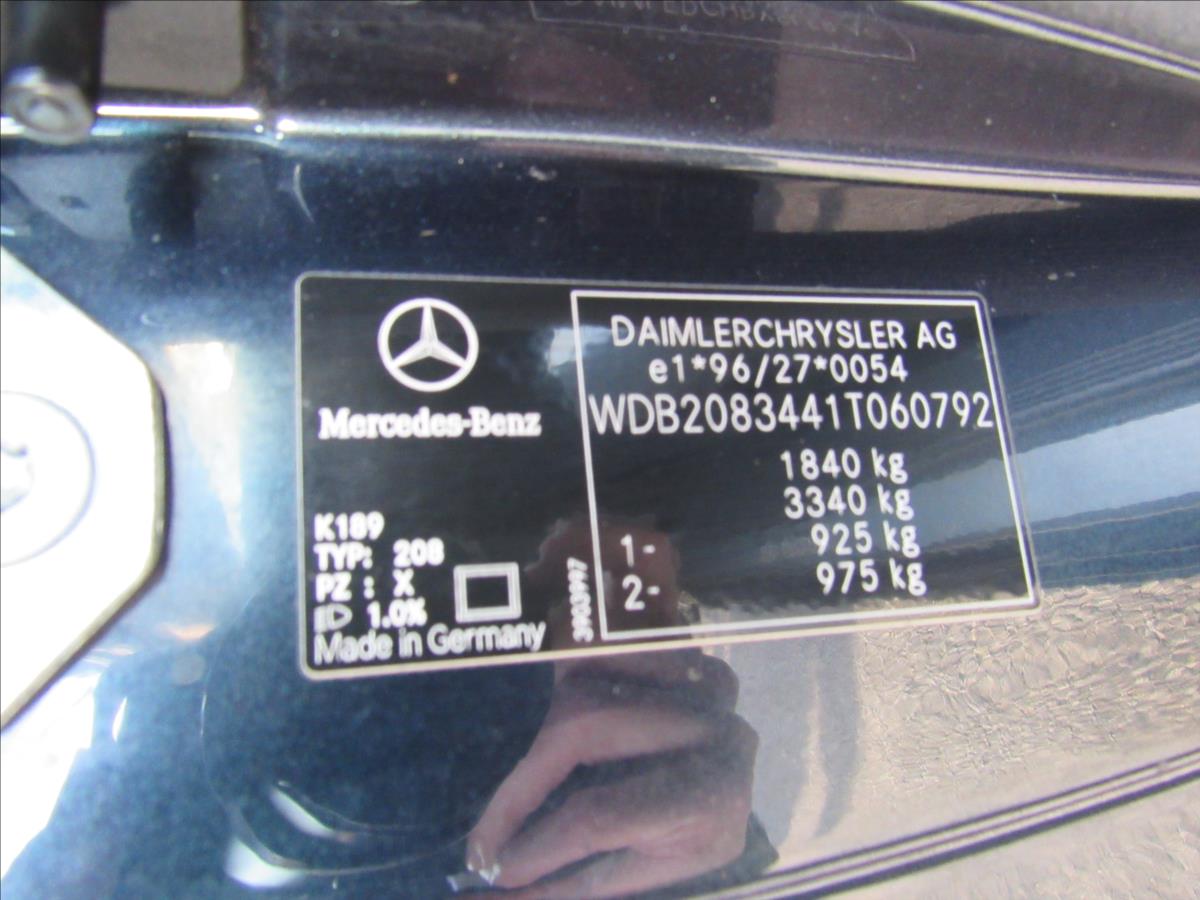 Mercedes-Benz
K189
TYP: 208
PZ : X
1.0%
Made in Germany
3903997
DAIMLERCHRYSLER AG
e1*96/27*0054
WDB2083441T060792
1840 kg
3340 kg
1- 925 kg
2- 975 kg